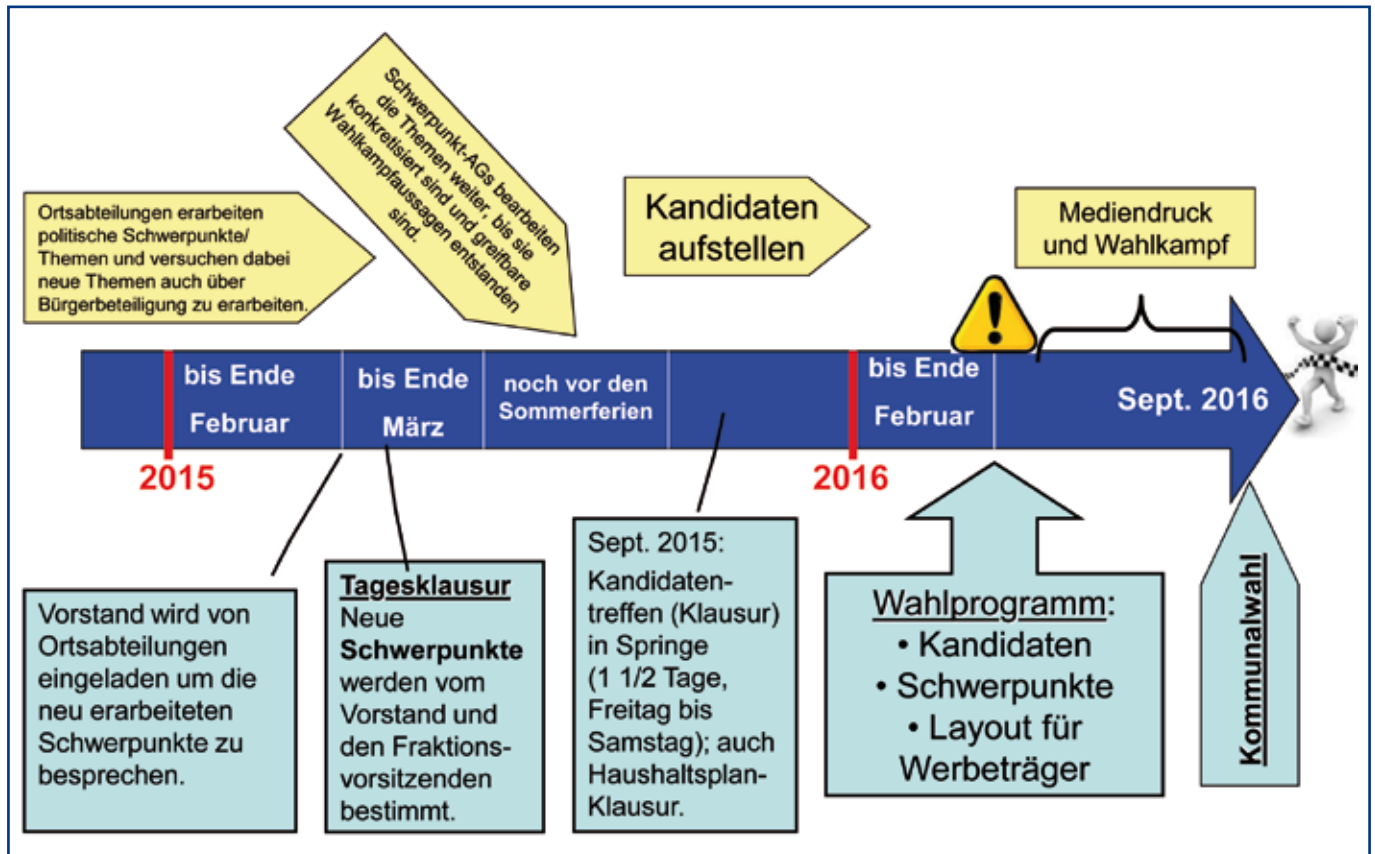 Ortsabteilungen erarbeiten
politische Schwerpunkte/
Themen und versuchen dabei
neue Themen auch über
Bürgerbeteiligung zu erarbeiten.
Schwerpunkt-AGs bearbeiten
die Themen weiter, bis sie
konkretisiert sind und greifbare
Wahlkampfaussagen entstanden
sind.
Kandidaten
aufstellen
Mediendruck
und Wahlkampf
bis Ende
Februar
bis Ende
März
noch vor den
Sommerferien
bis Ende
Februar
Sept. 2016
2015
2016
Vorstand wird von
Ortsabteilungen
eingeladen um die
neu erarbeiteten
Schwerpunkte zu
besprechen.
Tagesklausur
Neue
Schwerpunkte
werden vom
Vorstand und
den Fraktions-
vorsitzenden
bestimmt.
Sept. 2015:
Kandidaten-
treffen (Klausur)
in Springe
(1 1/2 Tage,
Freitag bis
Samstag); auch
Haushaltsplan-
Klausur.
Wahlprogramm:
• Kandidaten
• Schwerpunkte
• Layout für
Werbeträger
Kommunalwahl